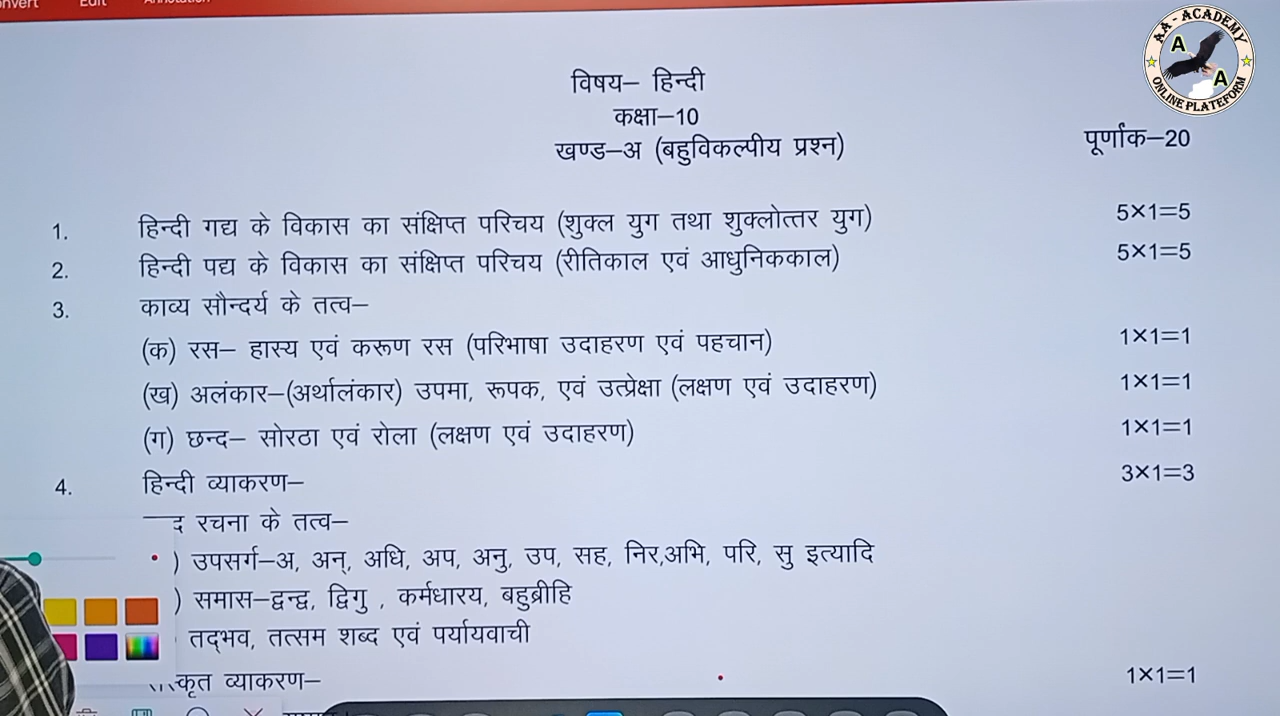 Edit
AA - ACADEMY
A
A
ONLINE PLATEFORM
विषय– हिन्दी
कक्षा–10
खण्ड–अ (बहुविकल्पीय प्रश्न) पूर्णांक–20
1. हिन्दी गद्य के विकास का संक्षिप्त परिचय (शुक्ल युग तथा शुक्लोत्तर युग) 5×1=5
2. हिन्दी पद्य के विकास का संक्षिप्त परिचय (रीतिकाल एवं आधुनिककाल) 5×1=5
3. काव्य सौन्दर्य के तत्व–
(क) रस– हास्य एवं करूण रस (परिभाषा उदाहरण एवं पहचान) 1×1=1
(ख) अलंकार–(अर्थालंकार) उपमा, रूपक, एवं उत्प्रेक्षा (लक्षण एवं उदाहरण) 1×1=1
(ग) छन्द– सोरठा एवं रोला (लक्षण एवं उदाहरण) 1×1=1
4. हिन्दी व्याकरण– 3×1=3
रचना के तत्व–
) उपसर्ग–अ, अन्, अधि, अप, अनु, उप, सह, निर,अभि, परि, सु इत्यादि
) समास–द्वन्द्व, द्विगु , कर्मधारय, बहुब्रीहि
तद्भव, तत्सम शब्द एवं पर्यायवाची
व्याकरण– 1×1=1